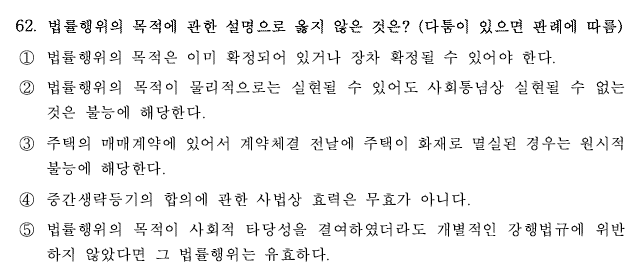 62. 법률행위의 목적에 관한 설명으로 옳지 않은 것은? (다툼이 있으면 판례에 따름)
① 법률행위의 목적은 이미 확정되어 있거나 장차 확정될 수 있어야 한다.
② 법률행위의 목적이 물리적으로는 실현될 수 있어도 사회통념상 실현될 수 없는
것은 불능에 해당한다.
③ 주택의 매매계약에 있어서 계약체결 전날에 주택이 화재로 멸실된 경우는 원시적
불능에 해당한다.
④ 중간생략등기의 합의에 관한 사법상 효력은 무효가 아니다.
⑤ 법률행위의 목적이 사회적 타당성을 결여하였더라도 개별적인 강행법규에 위반
하지 않았다면 그 법률행위는 유효하다.